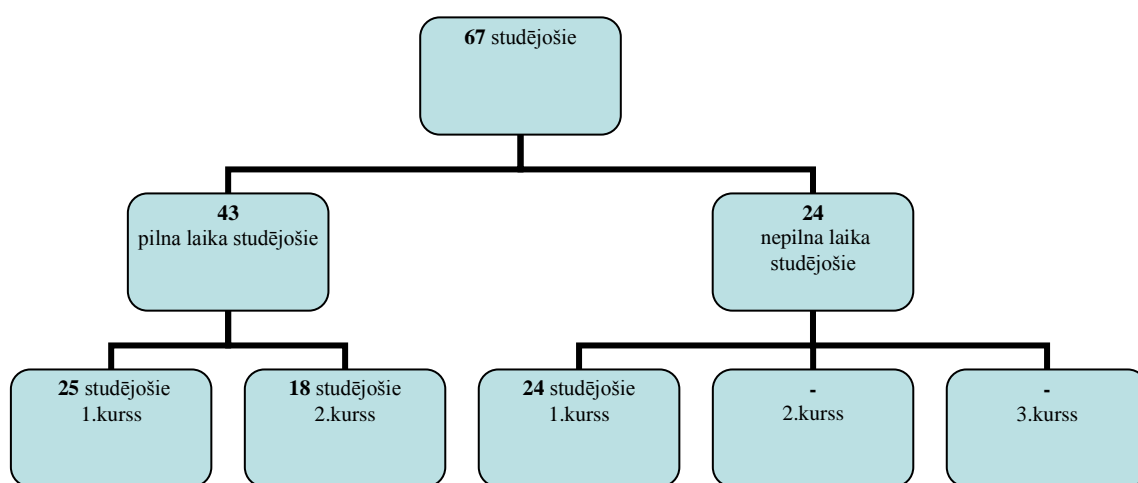 67 studējošie
43
pilna laika studējošie
24
nepilna laika
studējošie
25 studējošie
1.kurss
18 studējošie
2.kurss
24 studējošie
1.kurss
-
2.kurss
-
3.kurss